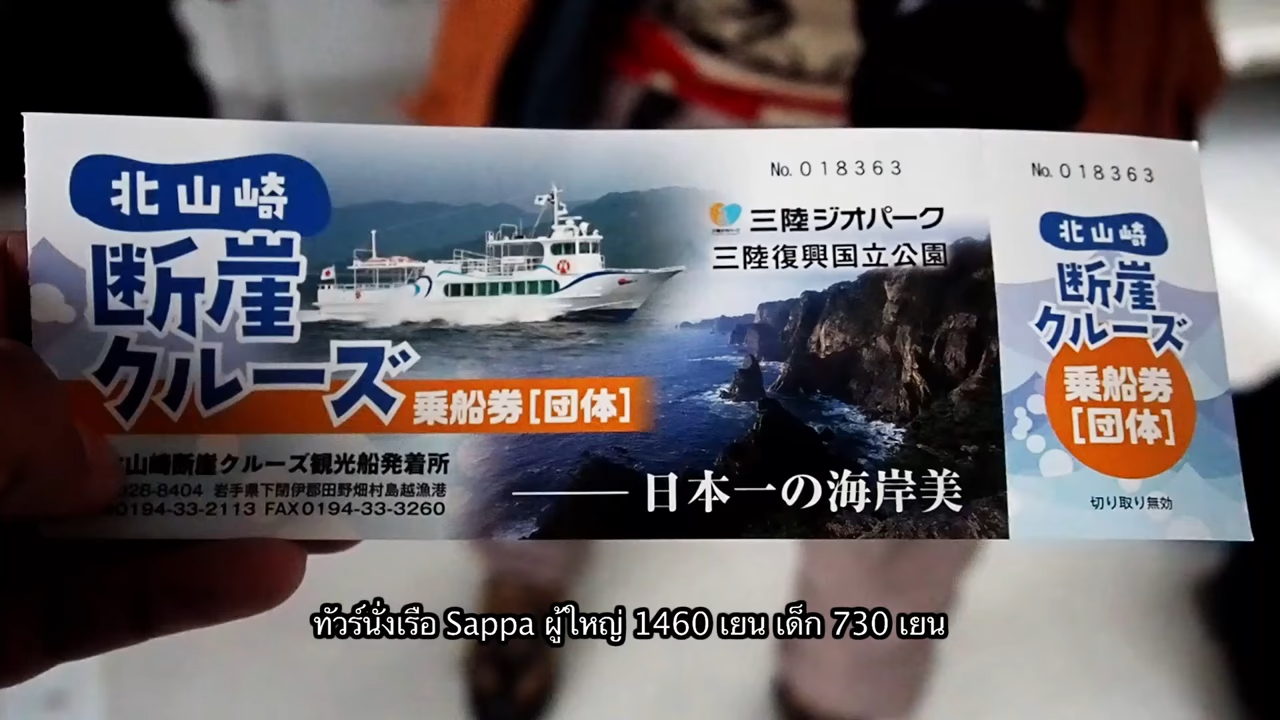 北山崎
断崖
クルーズ
乗船券[団体]
山崎断崖クルーズ観光船発着所
028-8404 岩手県下閉伊郡田野畑村島越漁港
0194-33-2113 FAX0194-33-3260
No. 018363
三陸ジオパーク
三陸復興国立公園
日本一の海岸美
No. 018363
北山崎
断崖
クルーズ
乗船券
[団体]
切り取り無効
ทัวร์นั่งเรือ Sappa ผู้ใหญ่ 1460 เยน เด็ก 730 เยน